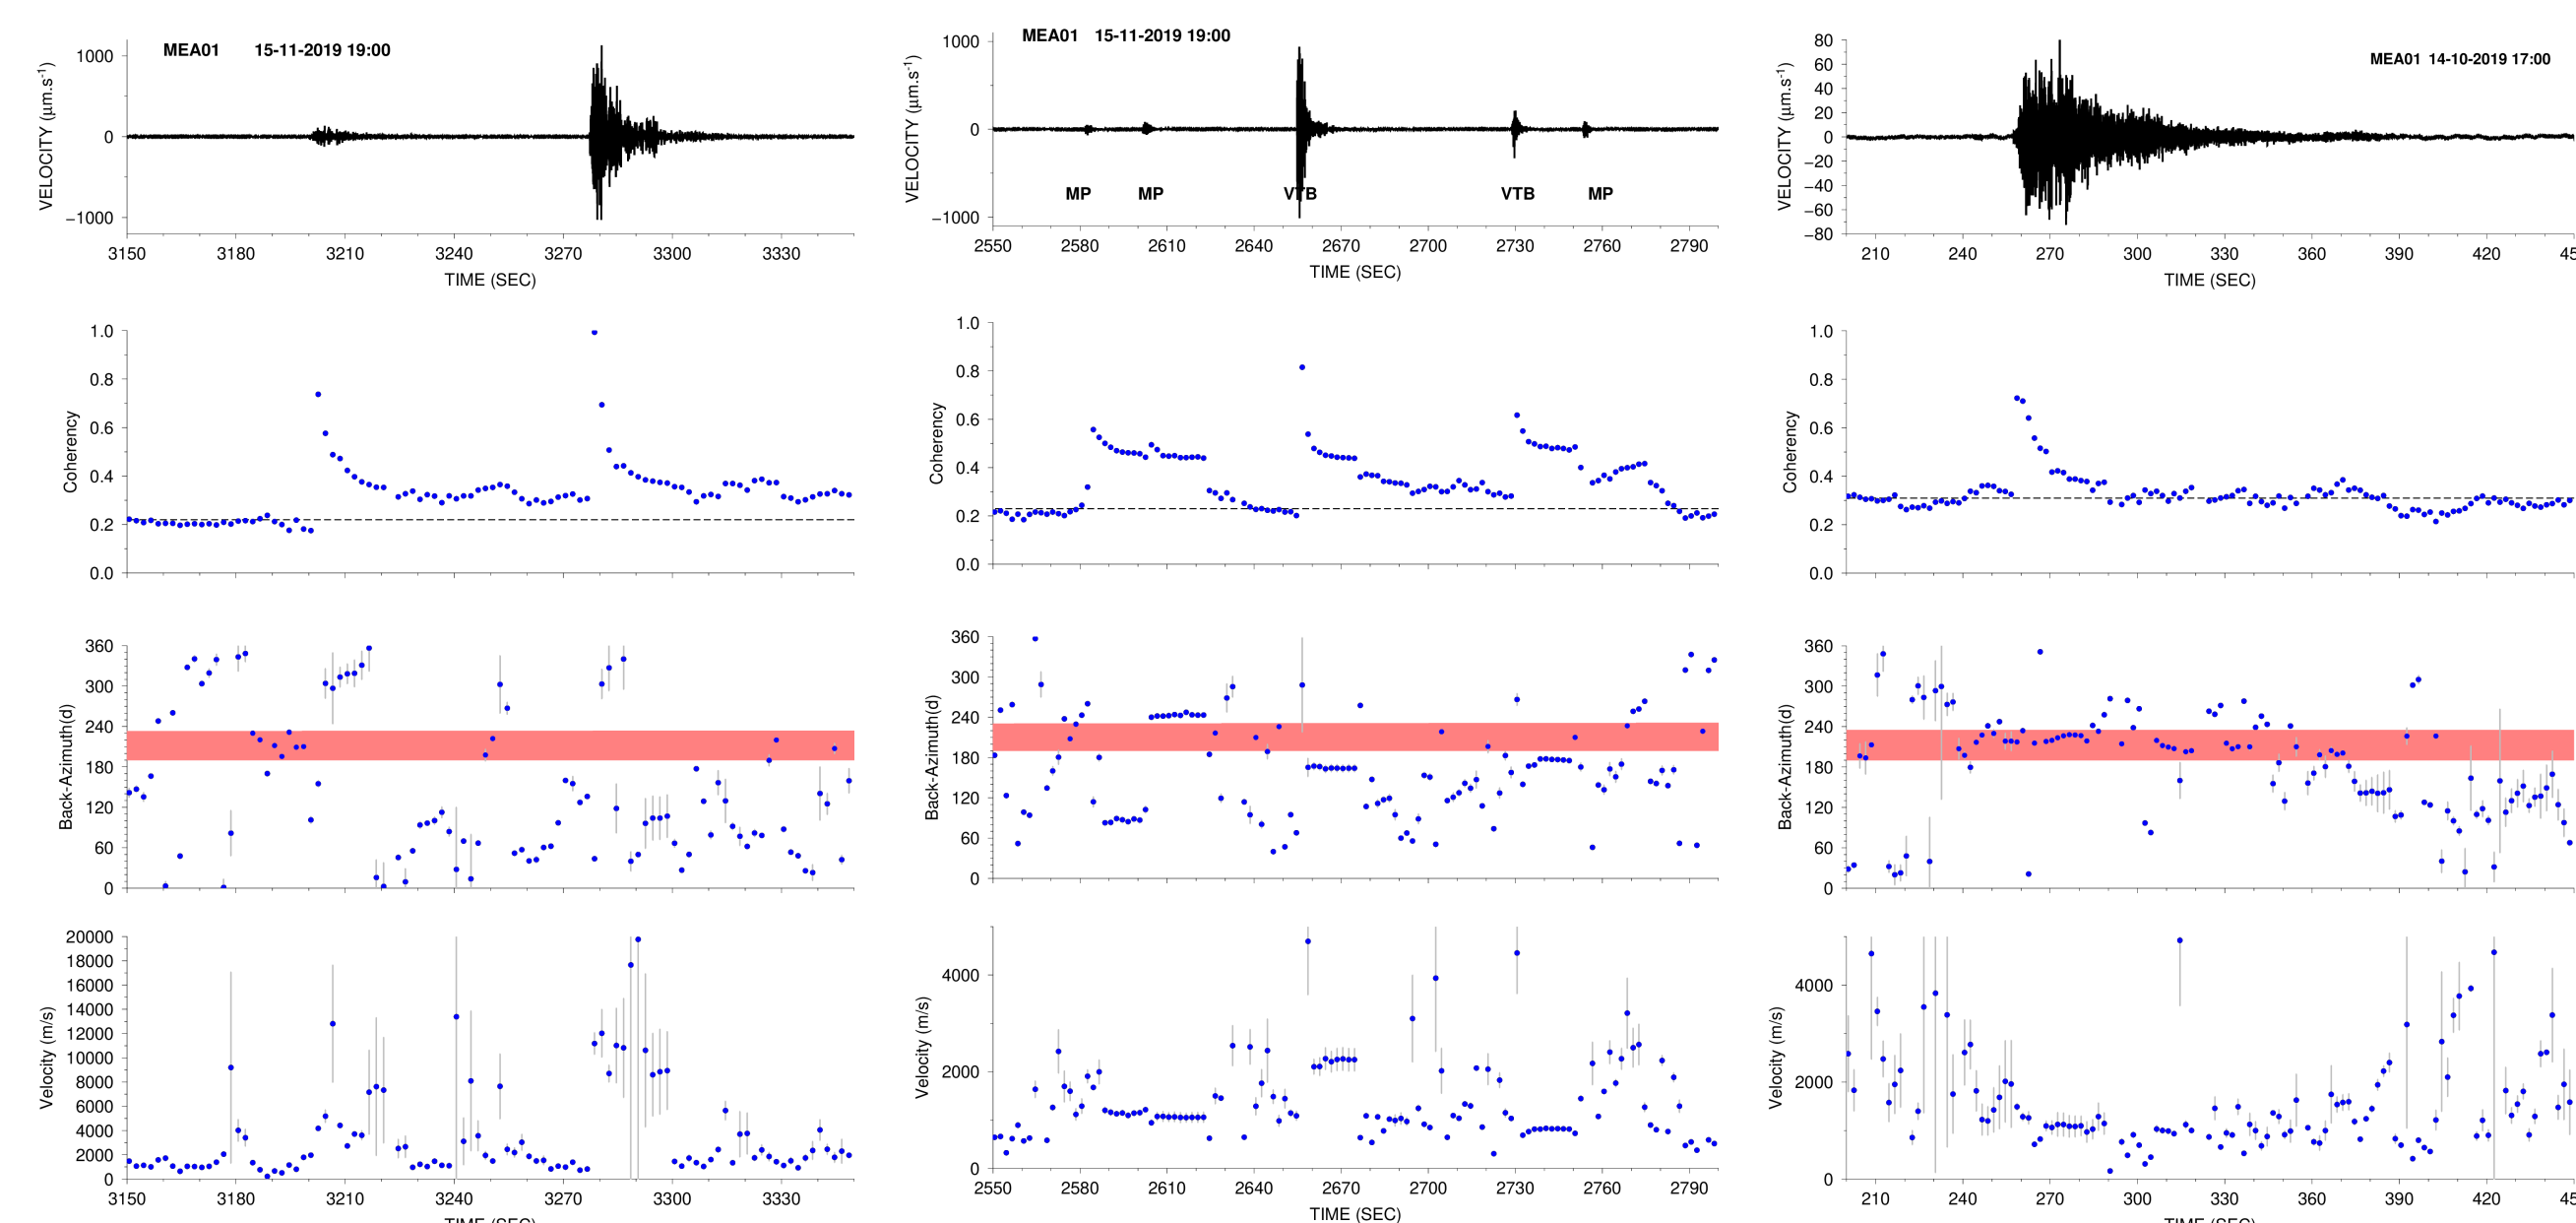 MEA01 15-11-2019 19:00
VELOCITY (µm.s-1)
1000
0
−1000
3150 3180 3210 3240 3270 3300 3330
TIME (SEC)
Coherency
1.0
0.8
0.6
0.4
0.2
0.0
Back-Azimuth(d)
360
300
240
180
120
60
0
Velocity (m/s)
20000
18000
16000
14000
12000
10000
8000
6000
4000
2000
0
3150 3180 3210 3240 3270 3300 3330
TIME (SEC)
MEA01 15-11-2019 19:00
VELOCITY (µm.s-1)
1000
0
−1000
MP MP VTB VTB MP
2550 2580 2610 2640 2670 2700 2730 2760 2790
TIME (SEC)
Coherency
1.0
0.8
0.6
0.4
0.2
0.0
Back-Azimuth(d)
360
300
240
180
120
60
0
Velocity (m/s)
4000
2000
0
2550 2580 2610 2640 2670 2700 2730 2760 2790
TIME (SEC)
MEA01 14-10-2019 17:00
VELOCITY (µm.s-1)
80
60
40
20
0
−20
−40
−60
−80
210 240 270 300 330 360 390 420 45
TIME (SEC)
Coherency
1.0
0.8
0.6
0.4
0.2
0.0
Back-Azimuth(d)
360
300
240
180
120
60
0
Velocity (m/s)
4000
2000
0
210 240 270 300 330 360 390 420 45
TIME (SEC)